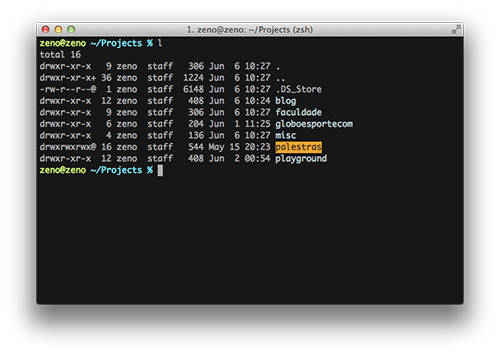 1. zeno@zeno: ~/Projects (zsh)
zeno@zeno ~/Projects % l
total 16
drwxr-xr-x   9 zeno  staff   306 Jun  6 10:27 .
drwxr-xr-x+ 36 zeno  staff  1224 Jun  6 10:27 ..
-rw-r--r--@  1 zeno  staff  6148 Jun  6 10:27 .DS_Store
drwxr-xr-x  12 zeno  staff   408 Jun  6 10:24 blog
drwxr-xr-x   9 zeno  staff   306 Jun  6 10:27 faculdade
drwxr-xr-x   6 zeno  staff   204 Jun  1 11:25 globoesportecom
drwxr-xr-x   4 zeno  staff   136 Jun  6 10:27 misc
drwxrwxrwx@ 16 zeno  staff   544 May 15 20:23 palestras
drwxr-xr-x  12 zeno  staff   408 Jun  2 00:54 playground
zeno@zeno ~/Projects %